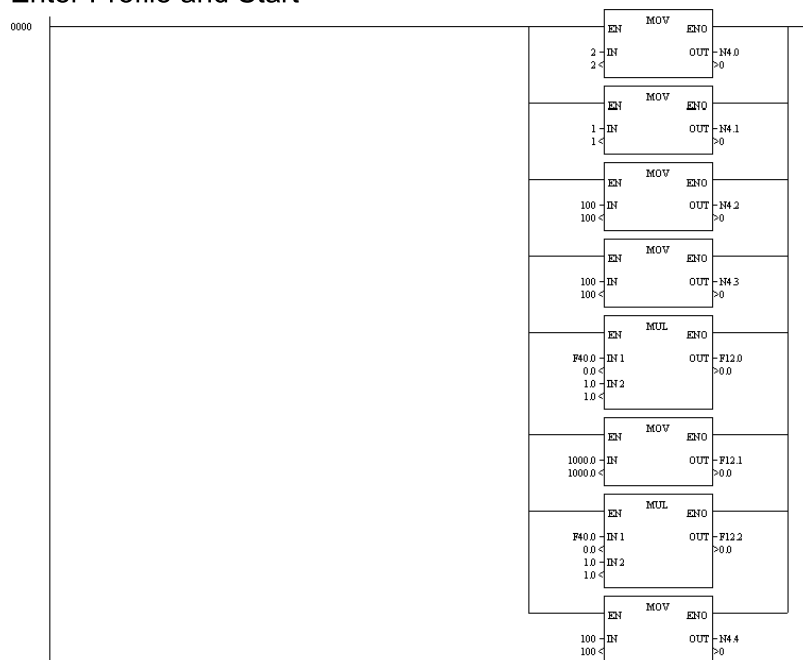 Enter Profile and Start
0000
MOV
EN ENO
2 IN OUT N4.0
2< >0
MOV
EN ENO
1 IN OUT N4.1
1< >0
MOV
EN ENO
100 IN OUT N4.2
100< >0
MOV
EN ENO
100 IN OUT N4.3
100< >0
MUL
EN ENO
F40.0 IN 1 OUT F12.0
0.0< >0.0
1.0 IN 2
1.0<
MOV
EN ENO
1000.0 IN OUT F12.1
1000.0< >0.0
MUL
EN ENO
F40.0 IN 1 OUT F12.2
0.0< >0.0
1.0 IN 2
1.0<
MOV
EN ENO
100 IN OUT N4.4
100< >0